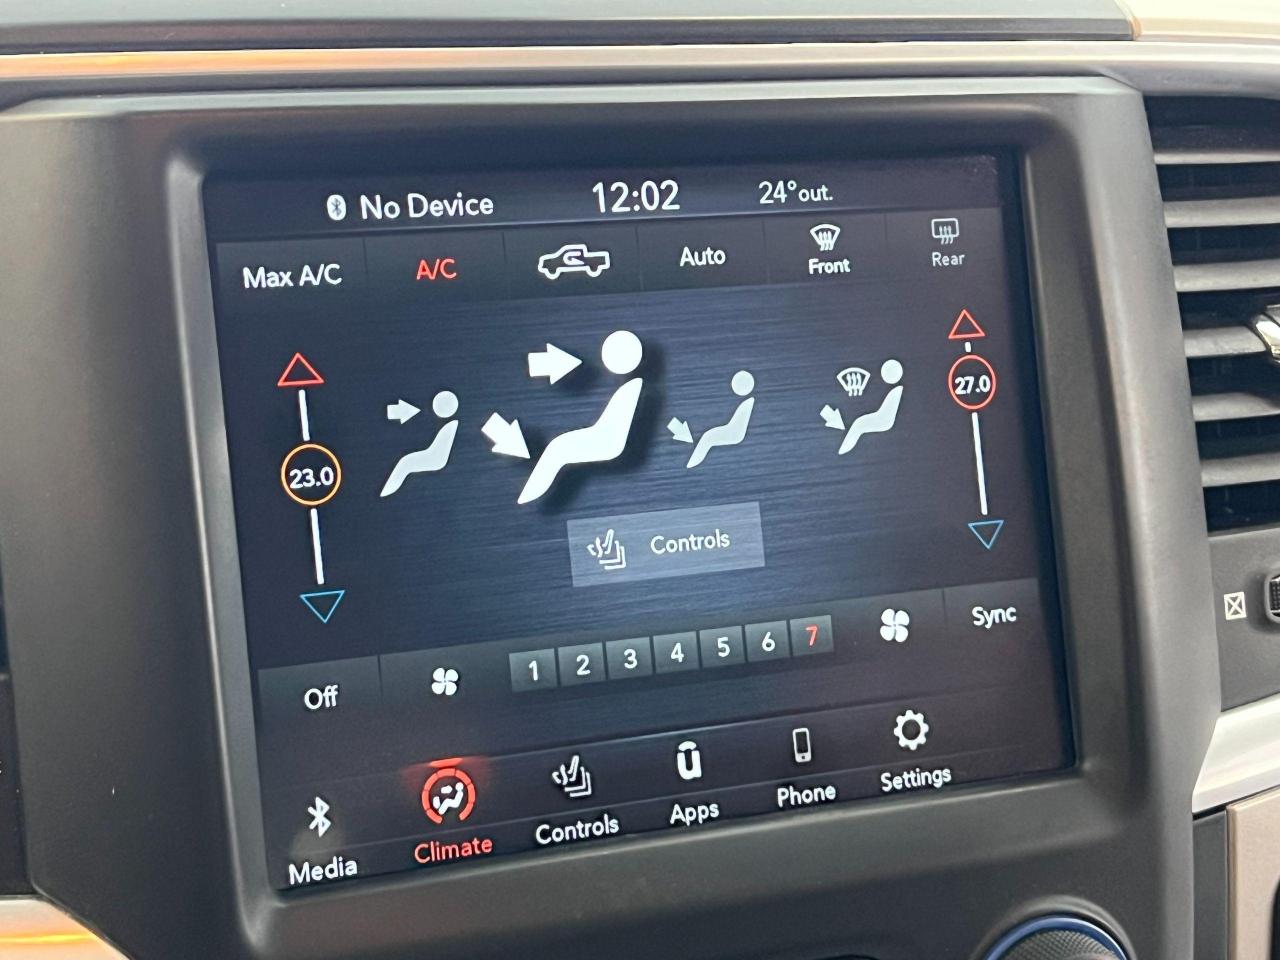 No Device
12:02
24°out.
Max A/C
A/C
Auto
Front
Rear
23.0
27.0
Controls
Off
1 2 3 4 5 6 7
Sync
Media
Climate
Controls
Apps
Phone
Settings